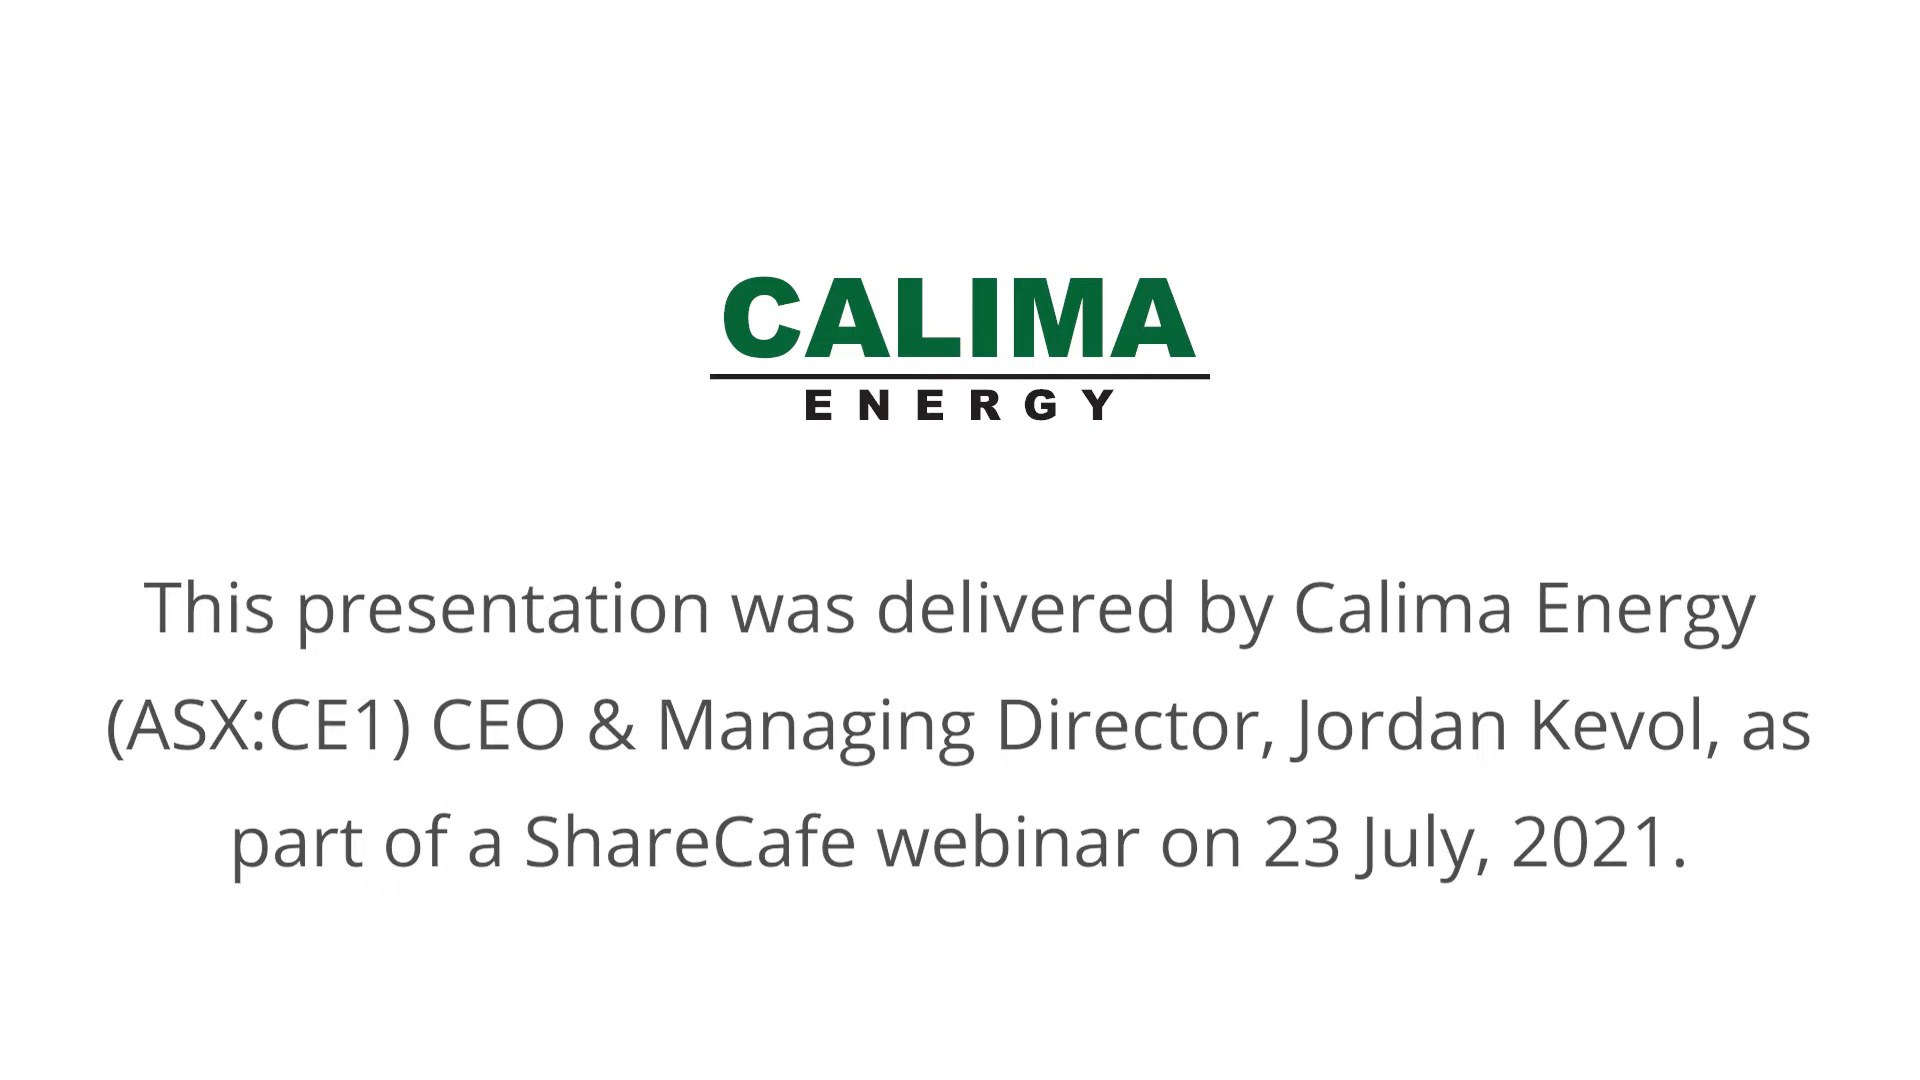 CALIMA
ENERGY
This presentation was delivered by Calima Energy
(ASX:CE1) CEO & Managing Director, Jordan Kevol, as
part of a ShareCafe webinar on 23 July, 2021.